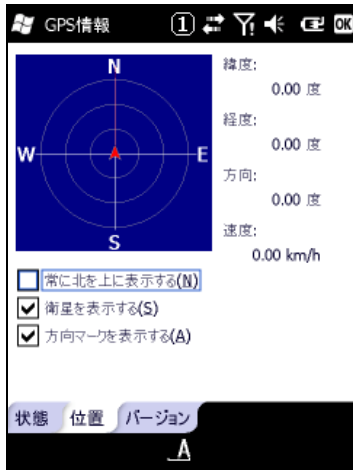 GPS情報 1 OK
N
W E
S
緯度:
0.00 度
経度:
0.00 度
方向:
0.00 度
速度:
0.00 km/h
常に北を上に表示する(N)
衛星を表示する(S)
方向マークを表示する(A)
状態 位置 バージョン
A